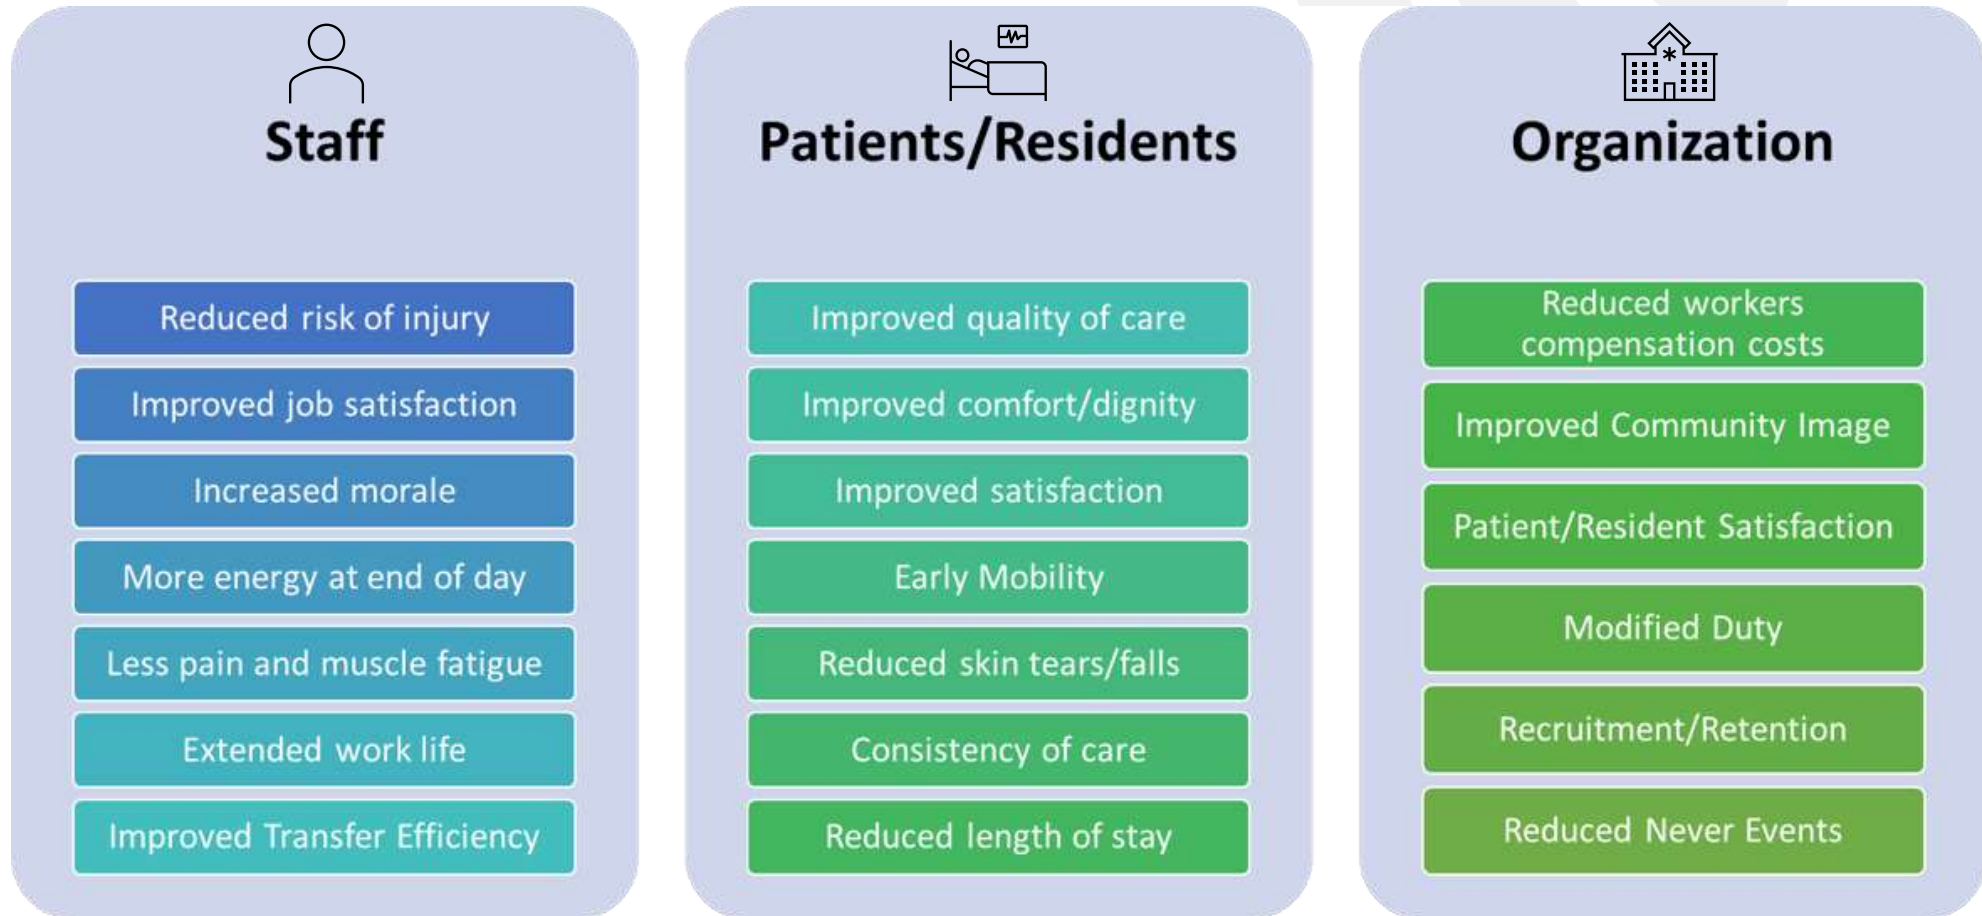 Staff
Reduced risk of injury
Improved job satisfaction
Increased morale
More energy at end of day
Less pain and muscle fatigue
Extended work life
Improved Transfer Efficiency
Patients/Residents
Improved quality of care
Improved comfort/dignity
Improved satisfaction
Early Mobility
Reduced skin tears/falls
Consistency of care
Reduced length of stay
Organization
Reduced workers
compensation costs
Improved Community Image
Patient/Resident Satisfaction
Modified Duty
Recruitment/Retention
Reduced Never Events